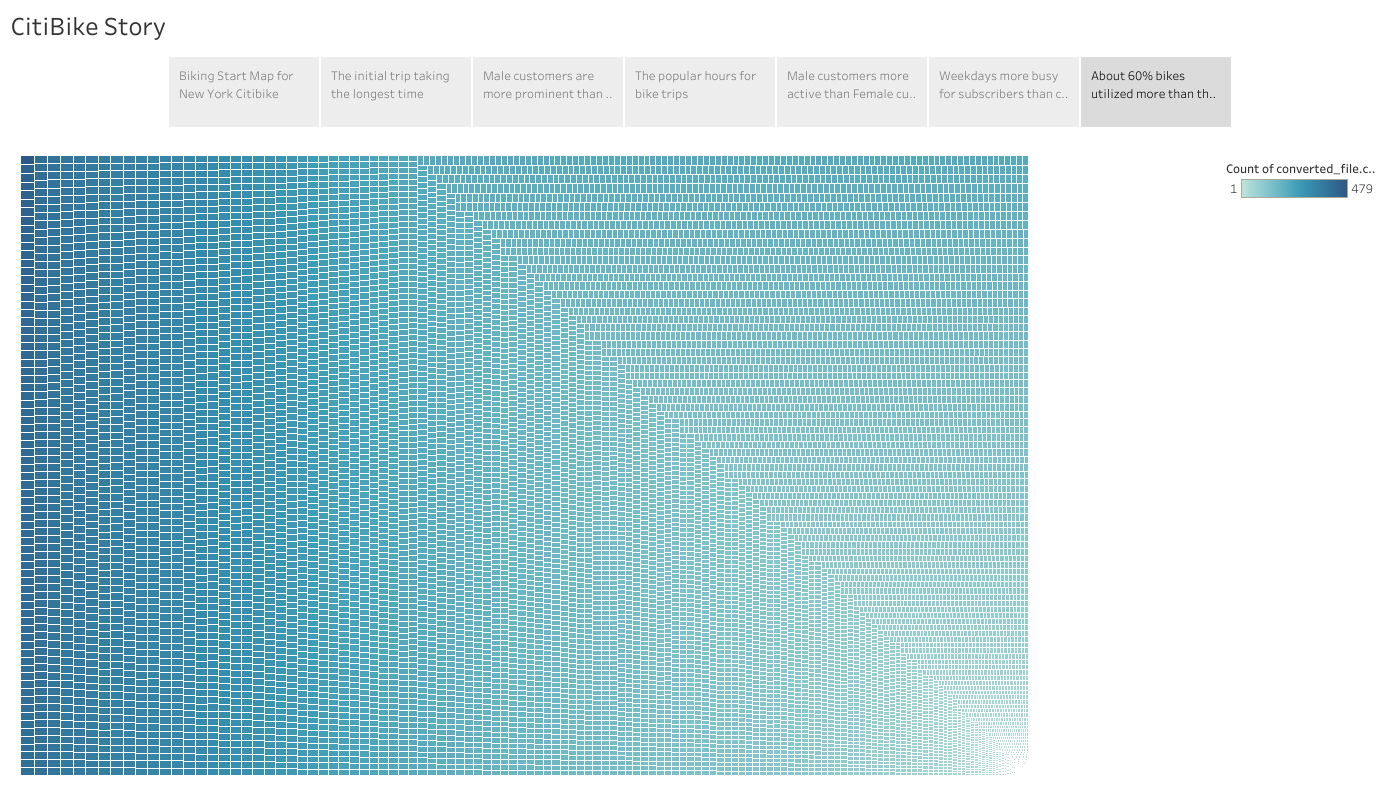 CitiBike Story
Biking Start Map for
New York Citibike
The initial trip taking
the longest time
Male customers are
more prominent than ..
The popular hours for
bike trips
Male customers more
active than Female cu..
Weekdays more busy
for subscribers than c..
About 60% bikes
utilized more than th..
Count of converted_file.c..
1
479